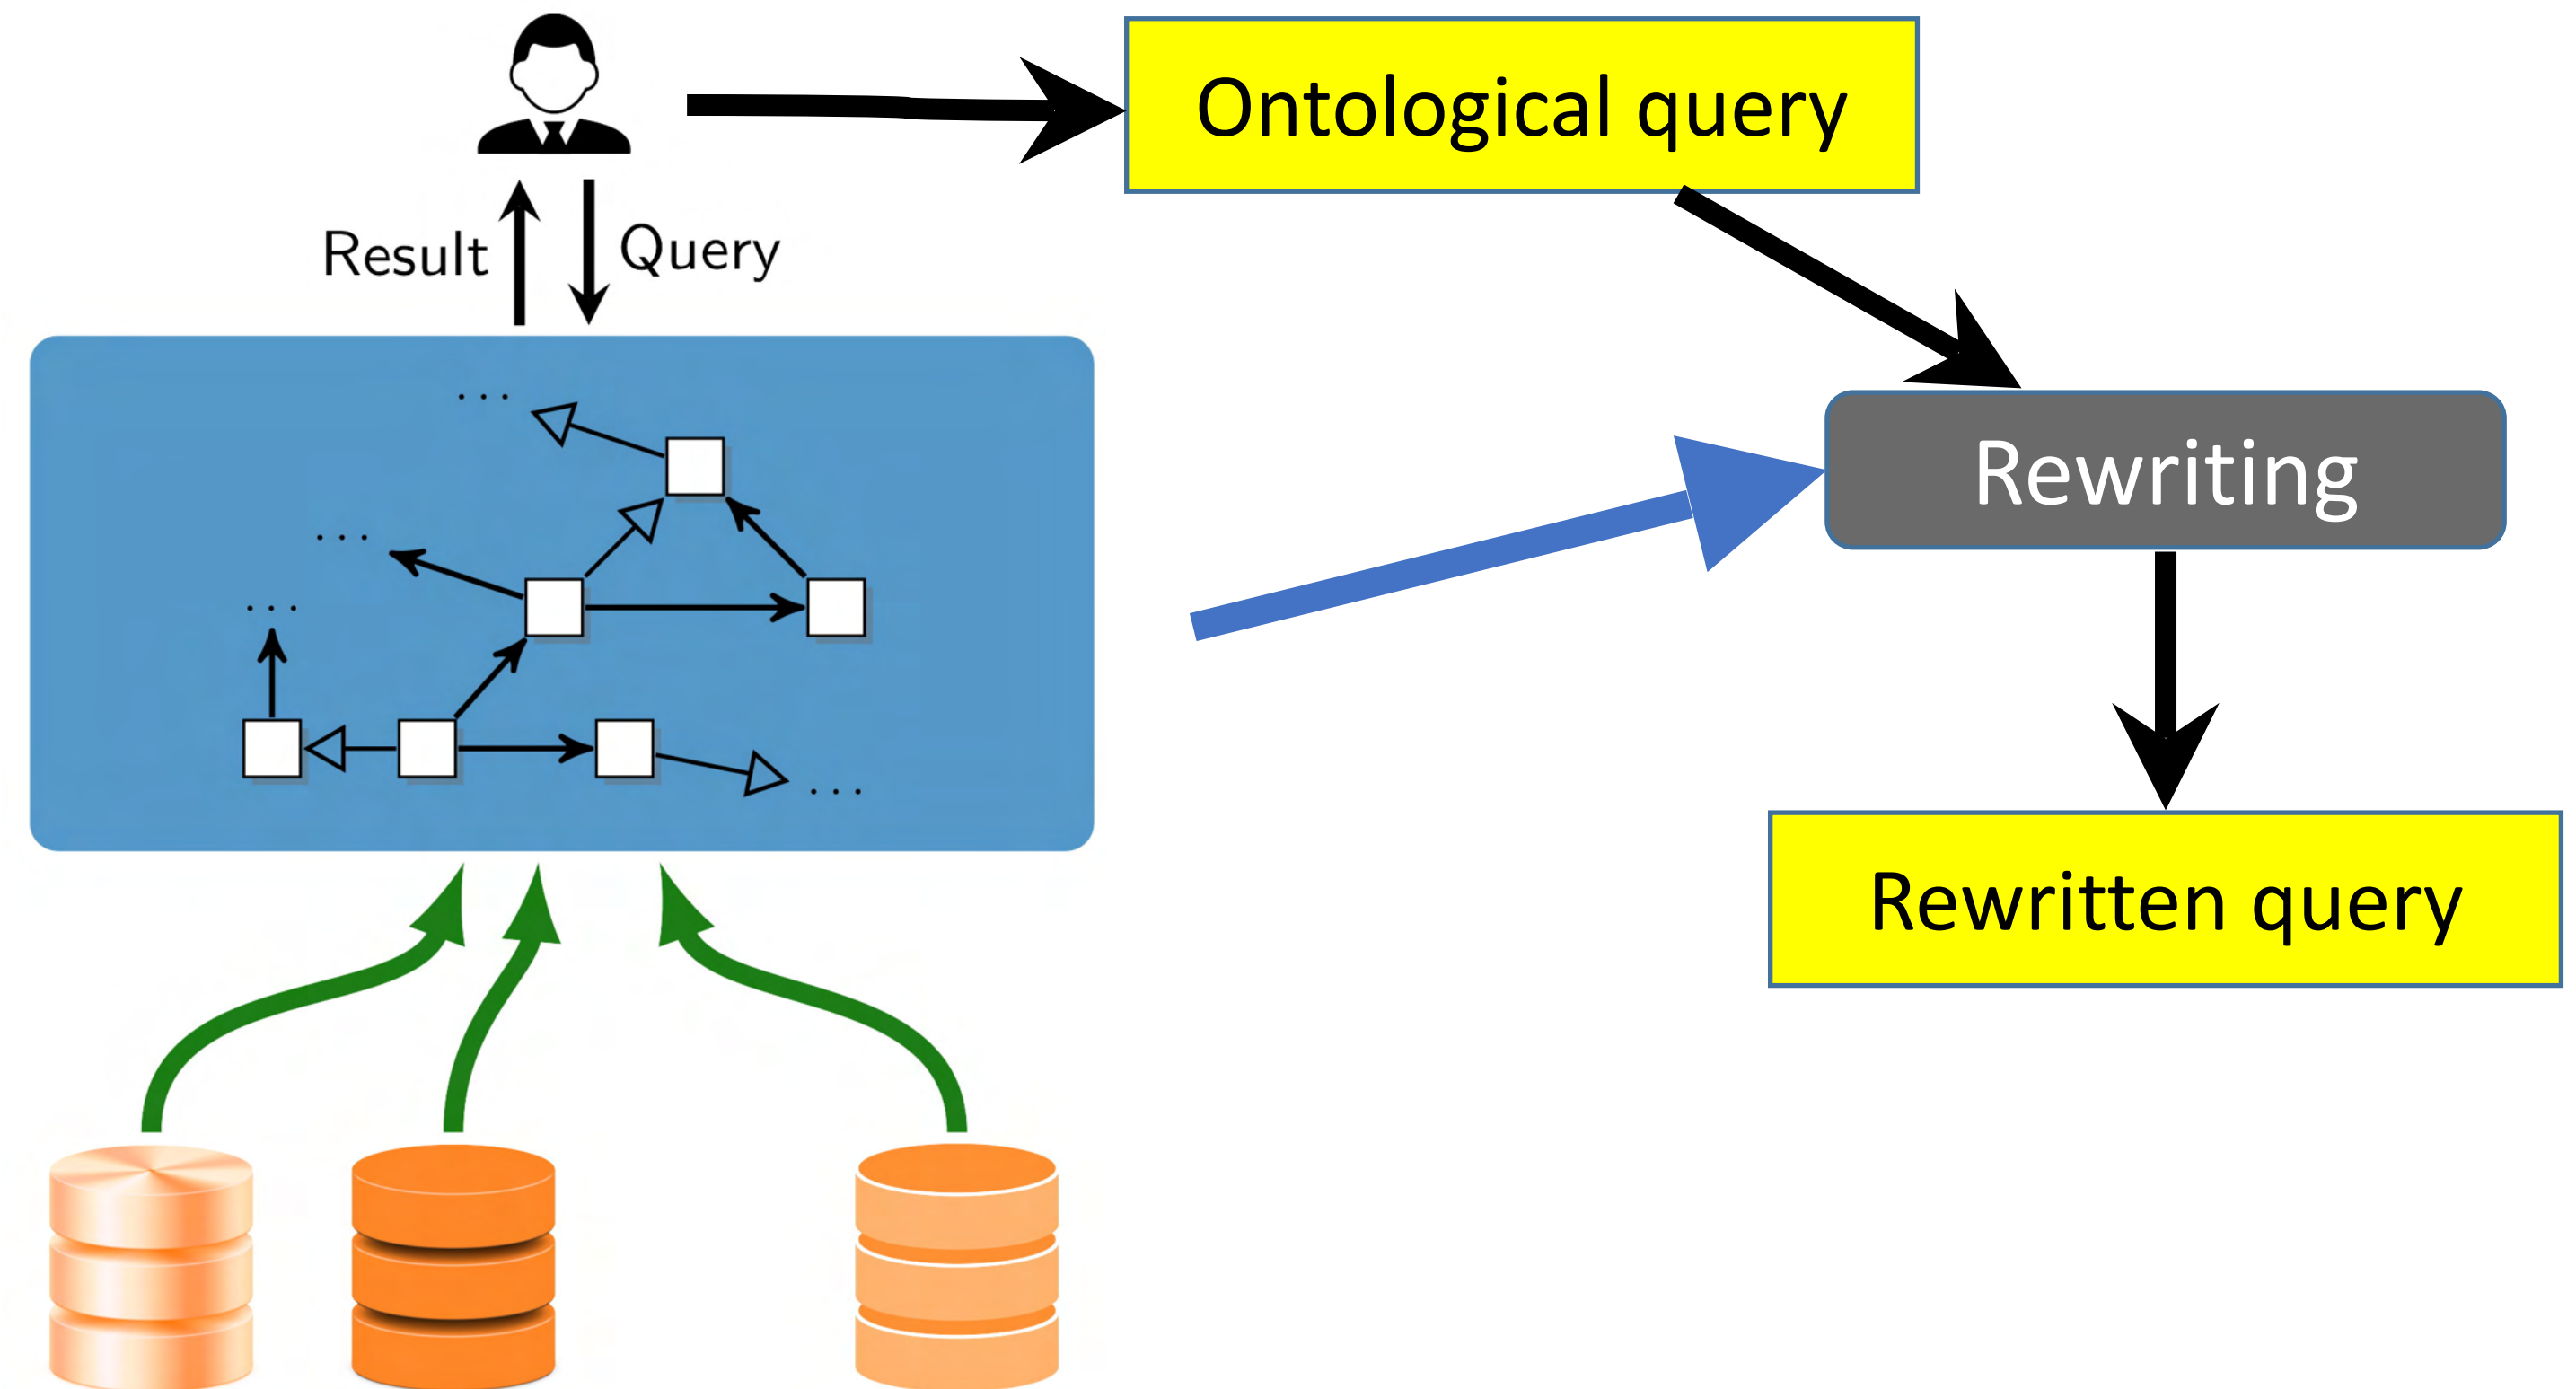 Ontological query
Result
Query
...
Rewriting
...
...
...
Rewritten query